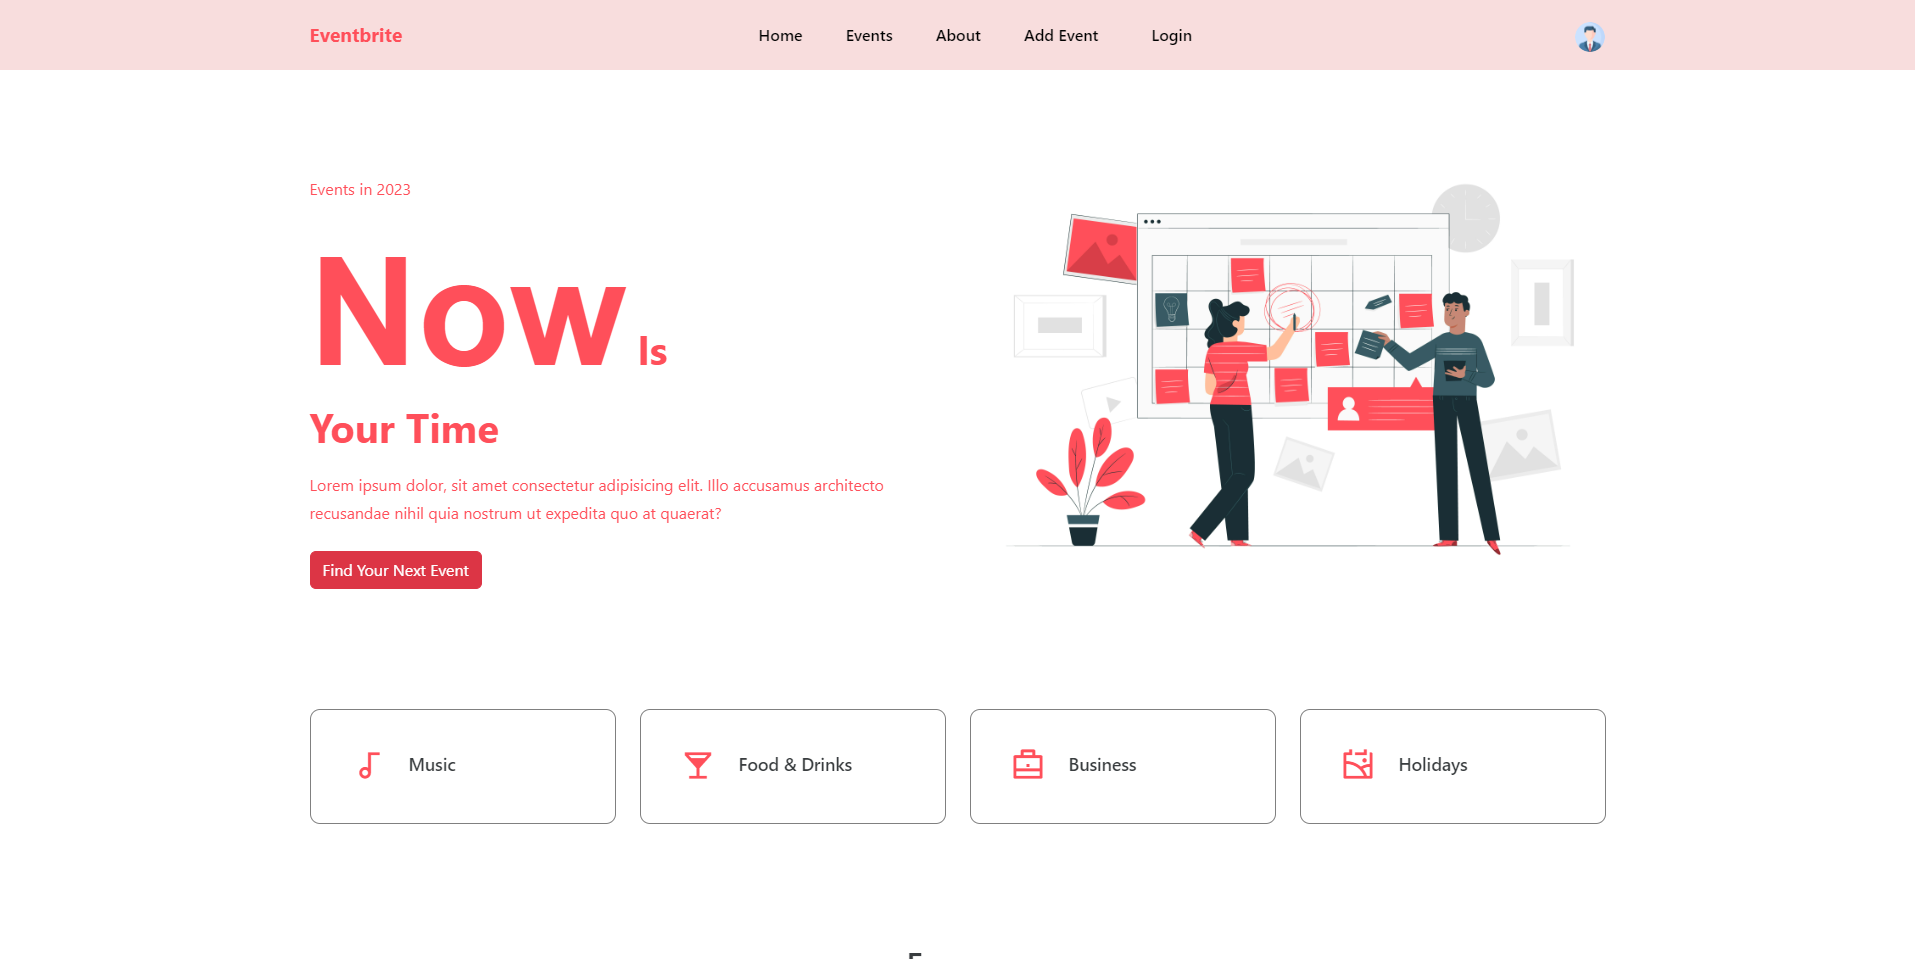 Eventbrite
Home Events About Add Event Login
Events in 2023
Now Is
Your Time
Lorem ipsum dolor, sit amet consectetur adipisicing elit. Illo accusamus architecto
recusandae nihil quia nostrum ut expedita quo at quaerat?
Find Your Next Event
Music
Food & Drinks
Business
Holidays